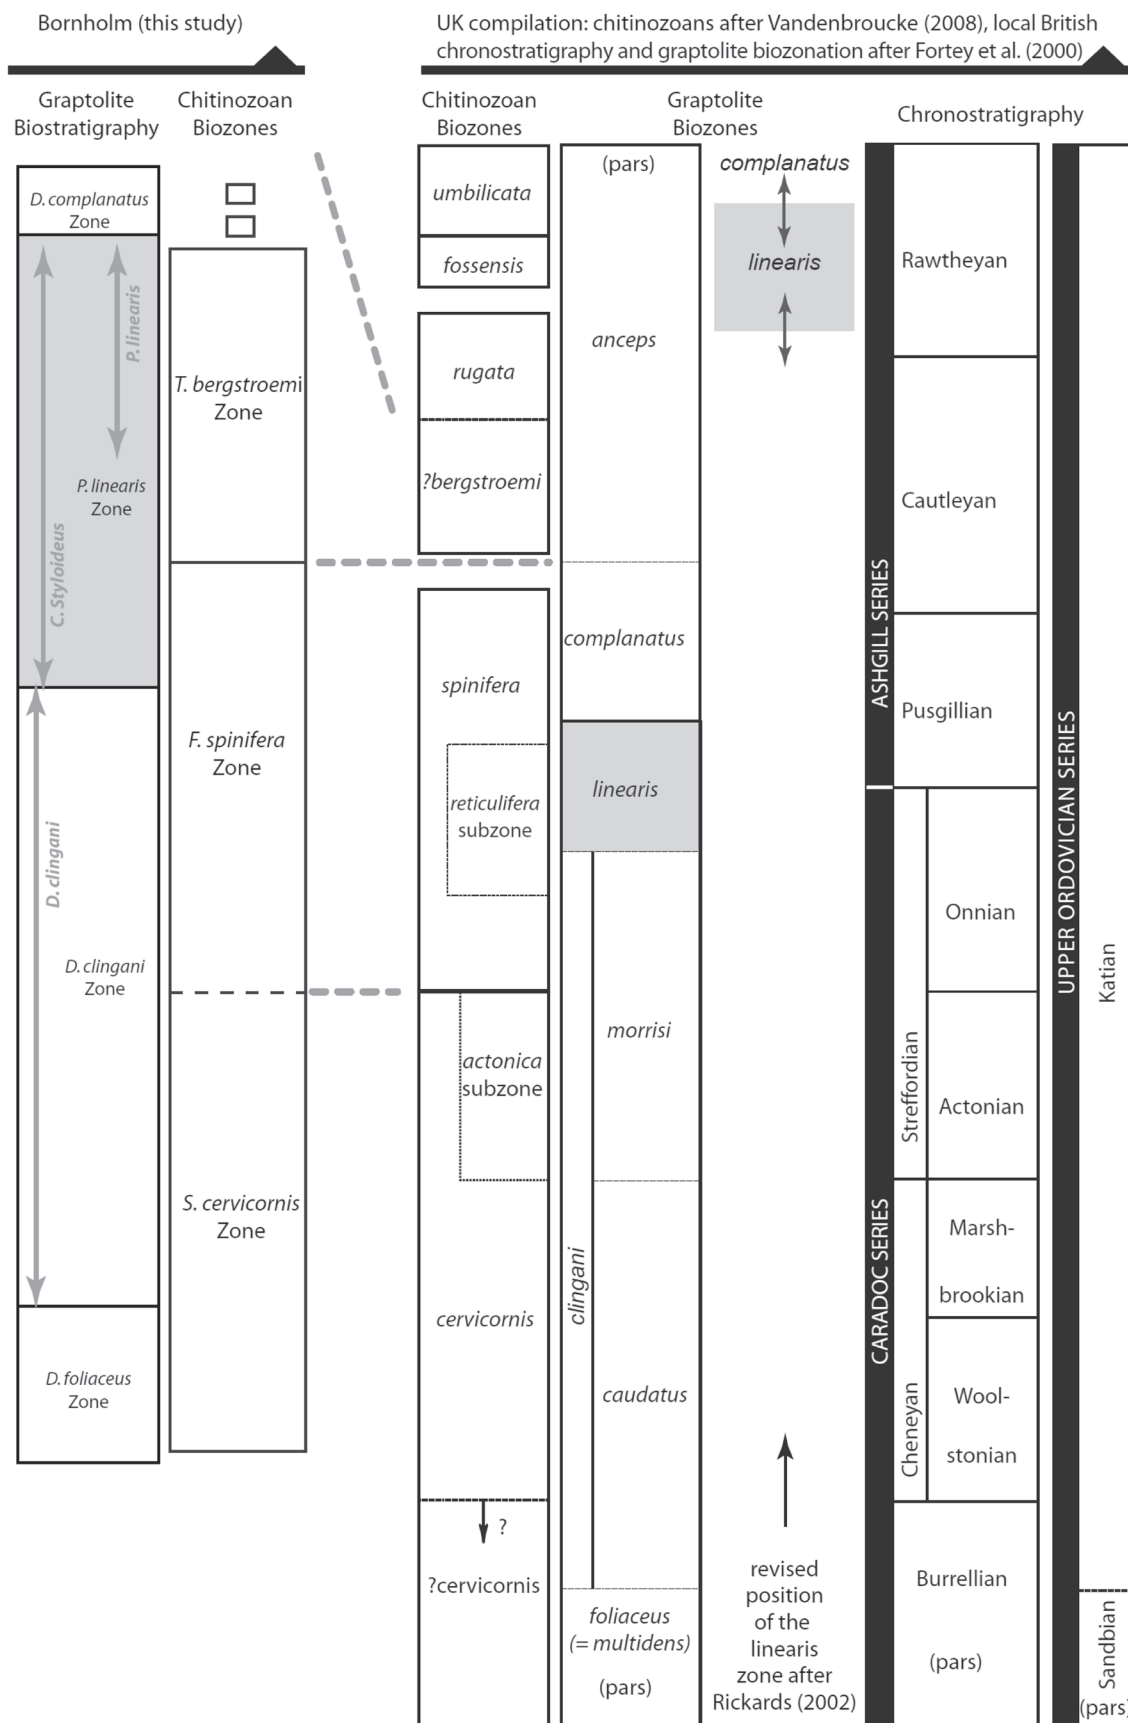 Bornholm (this study)
UK compilation: chitinozoans after Vandenbroucke (2008), local British
chronostratigraphy and graptolite biozonation after Fortey et al. (2000)
Graptolite
Biostratigraphy
Chitinozoan
Biozones
Chitinozoan
Biozones
Graptolite
Biozones
Chronostratigraphy
D. complanatus
Zone
P. linearis
C. Styloideus
P. linearis
Zone
D. clingani
D. clingani
Zone
D. foliaceus
Zone
T. bergstroemi
Zone
F. spinifera
Zone
S. cervicornis
Zone
umbilicata
fossensis
rugata
?bergstroemi
spinifera
reticulifera
subzone
actonica
subzone
cervicornis
?
?cervicornis
(pars)
anceps
complanatus
linearis
morrisi
clingani
caudatus
foliaceus
(= multidens)
(pars)
complanatus
linearis
revised
position
of the
linearis
zone after
Rickards (2002)
ASHGILL SERIES
CARADOC SERIES
Rawtheyan
Cautleyan
Pusgillian
Streffordian
Onnian
Actonian
Cheneyan
Marsh-
brookian
Wool-
stonian
Burrellian
(pars)
UPPER ORDOVICIAN SERIES
Katian
Sandbian
(pars)